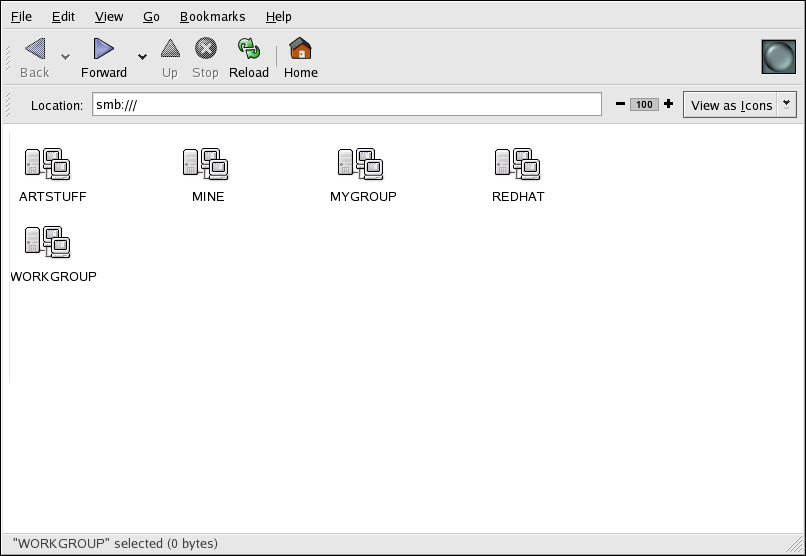 File Edit View Go Bookmarks Help
Back Forward Up Stop Reload Home
Location: smb:/// 100 View as Icons
ARTSTUFF MINE MYGROUP REDHAT
WORKGROUP
"WORKGROUP" selected (0 bytes)